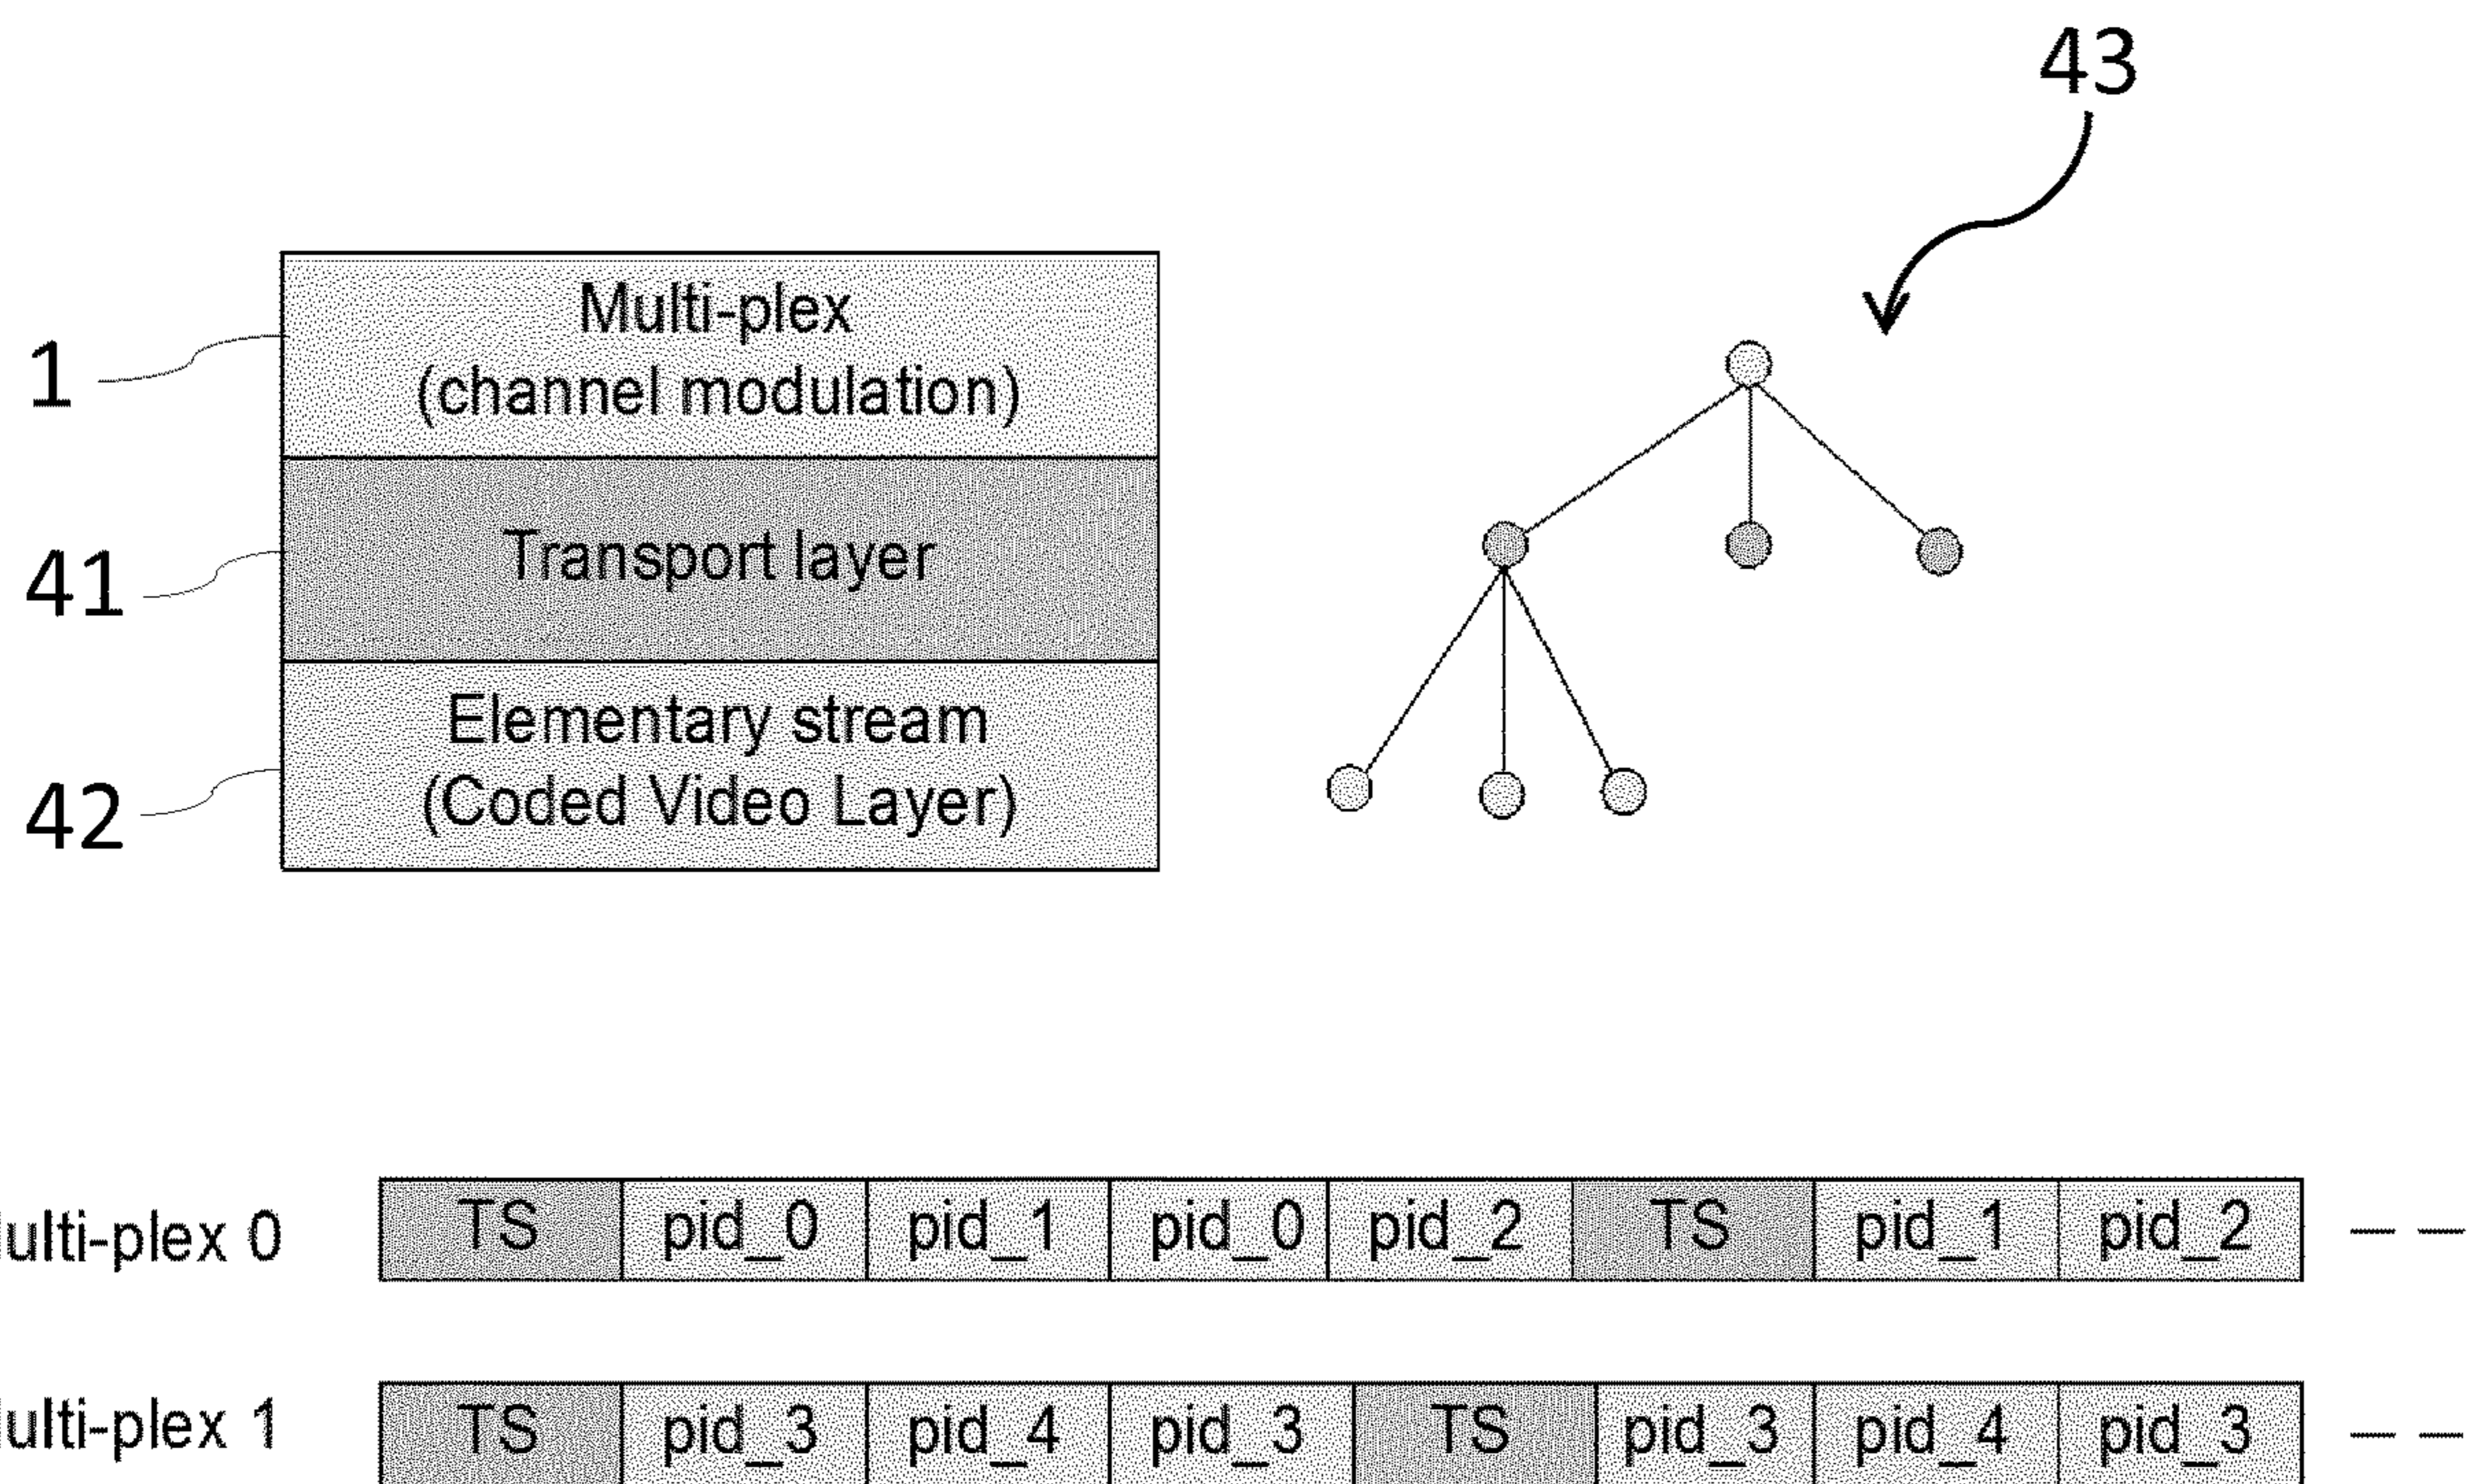 43
1
Multi-plex
(channel modulation)
41
Transport layer
42
Elementary stream
(Coded Video Layer)
ulti-plex 0 TS pid_0 pid_1 pid_0 pid_2 TS pid_1 pid_2
ulti-plex 1 TS pid_3 pid_4 pid_3 TS pid_3 pid_4 pid_3